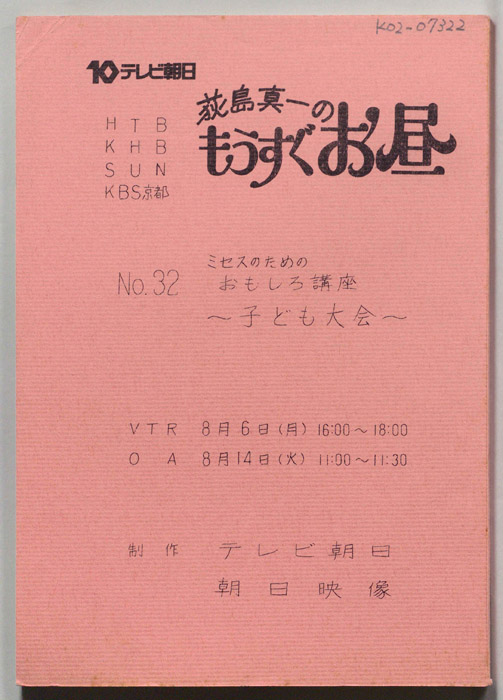 K02-07322
10テレビ朝日
荻島真一の
もうすぐお昼
HTB
KHB
SUN
KBS京都
No.32
ミセスのための
おもしろ講座
～子ども大会～
VTR 8月6日(月) 16:00～18:00
OA 8月14日(火) 11:00～11:30
制作 テレビ朝日
朝日映像